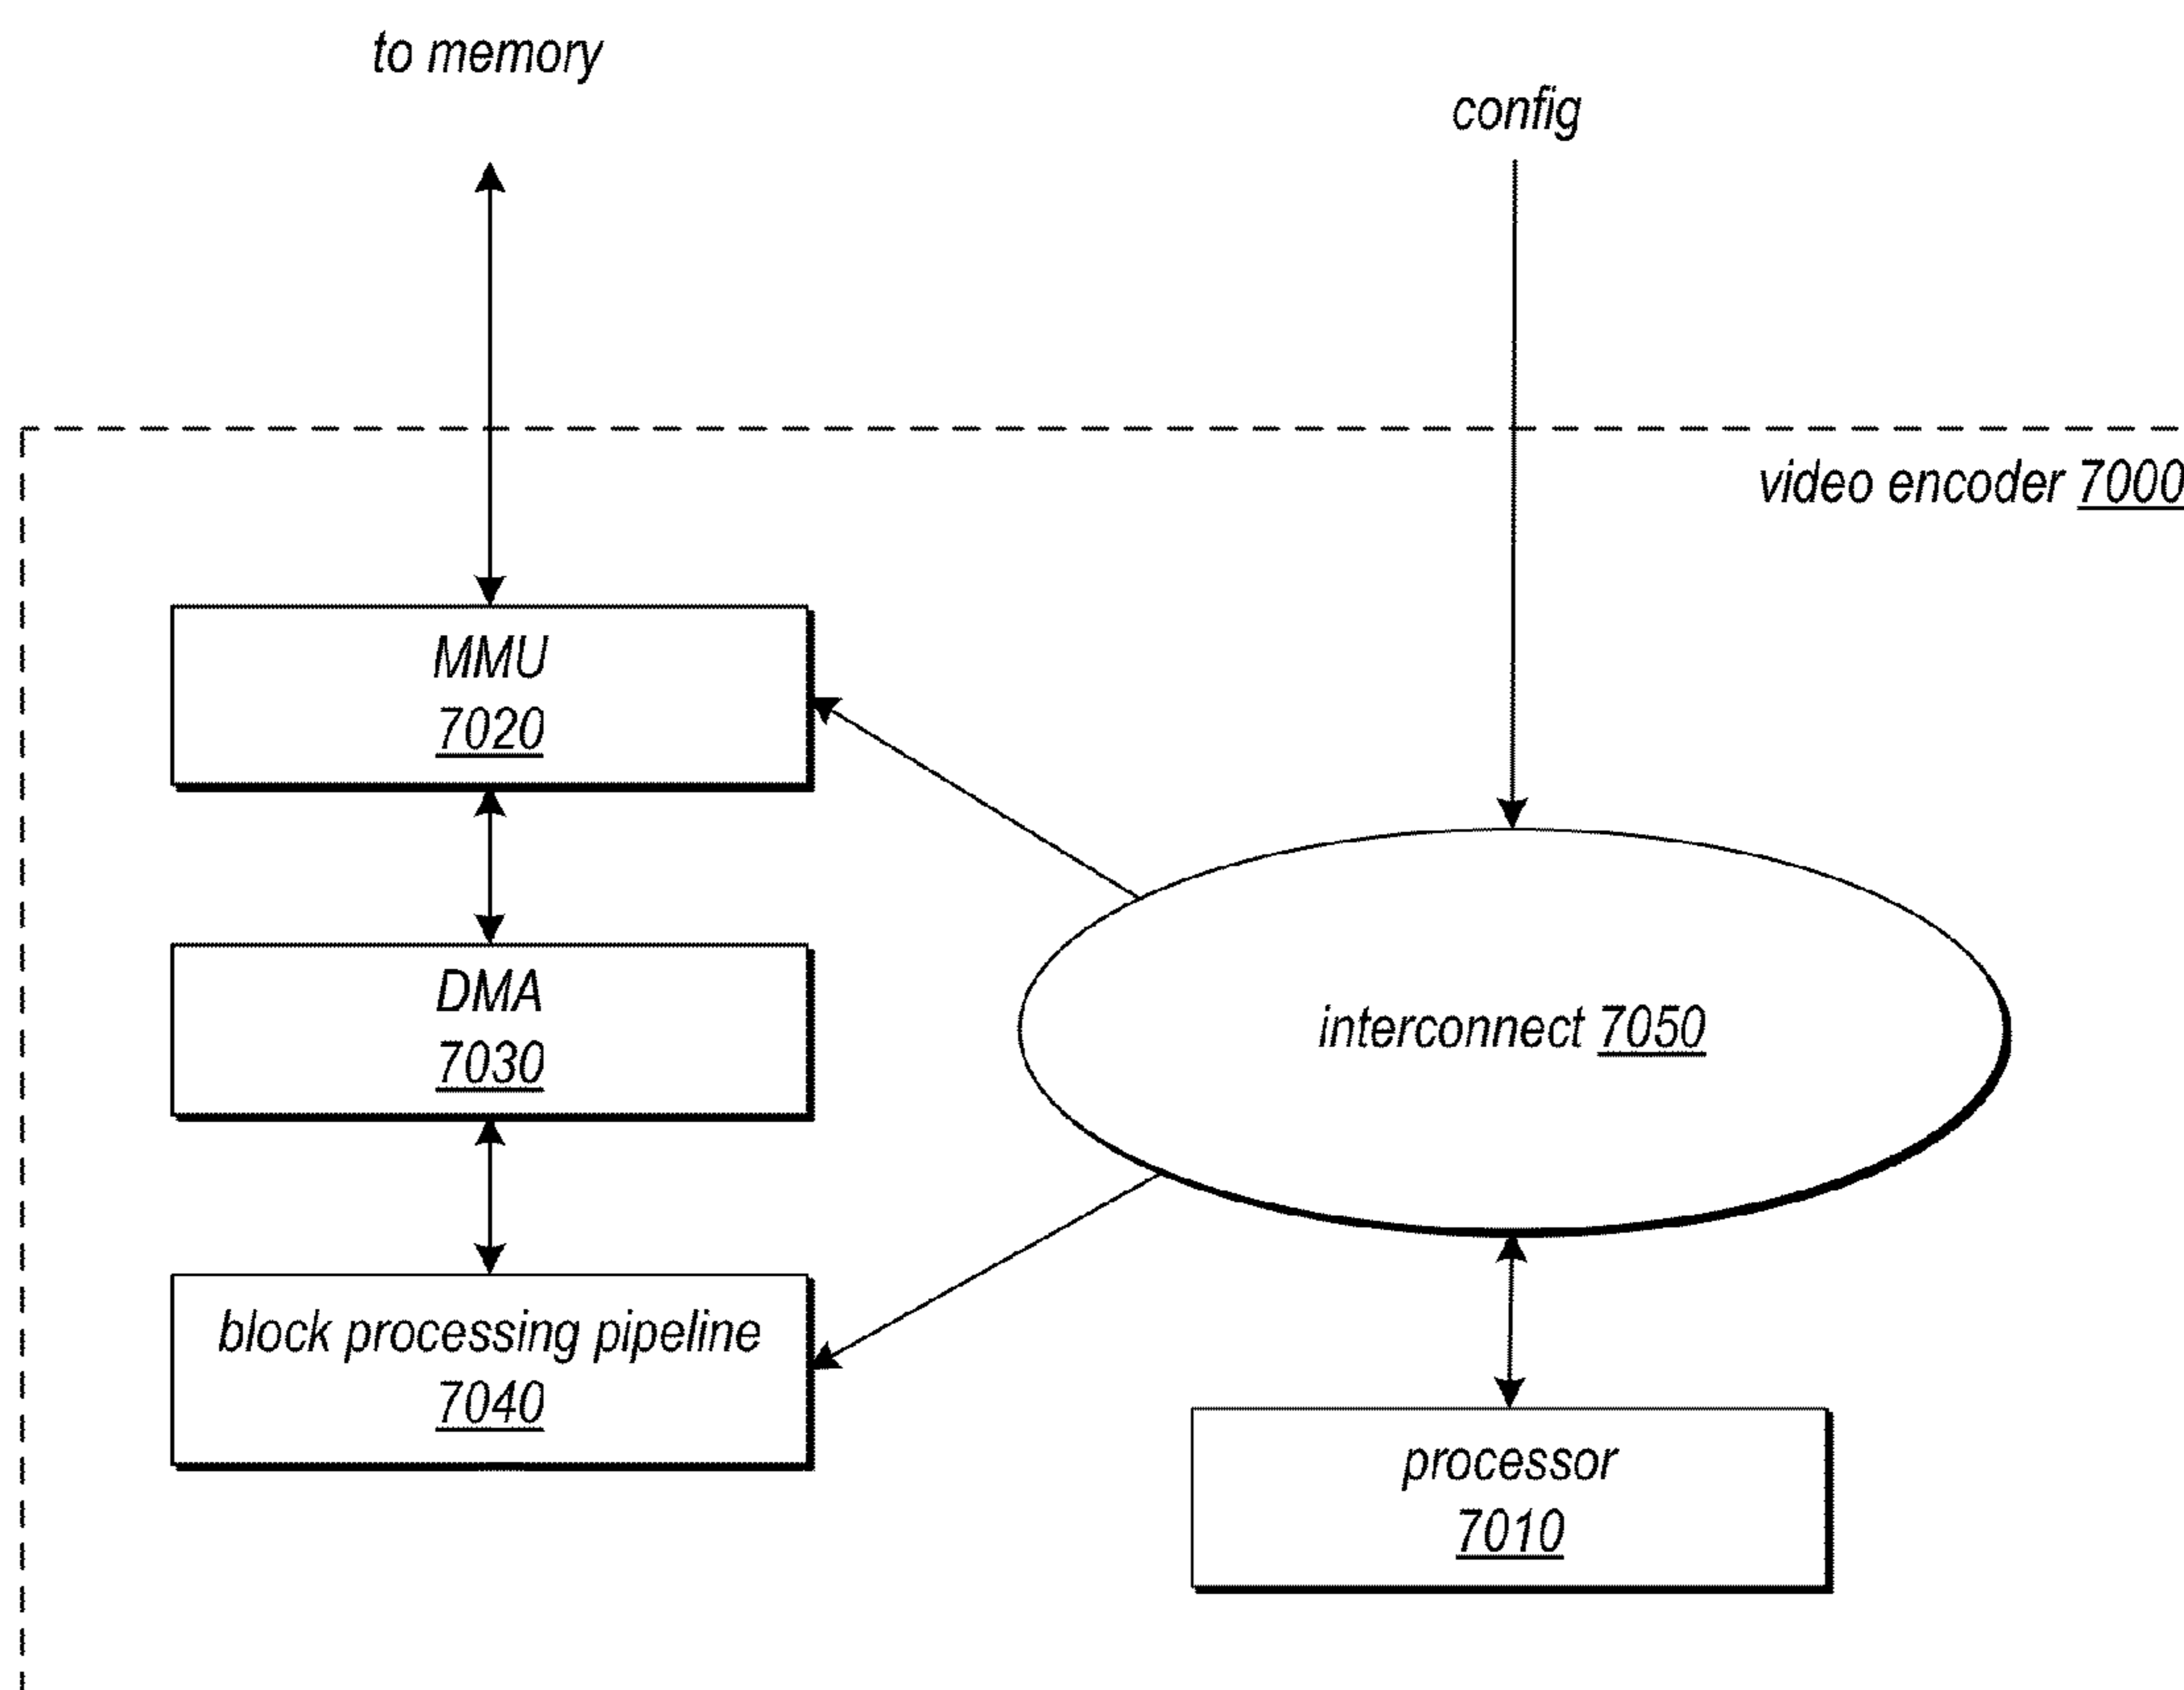 to memory
config
video encoder 7000
MMU
7020
DMA
7030
interconnect 7050
block processing pipeline
7040
processor
7010